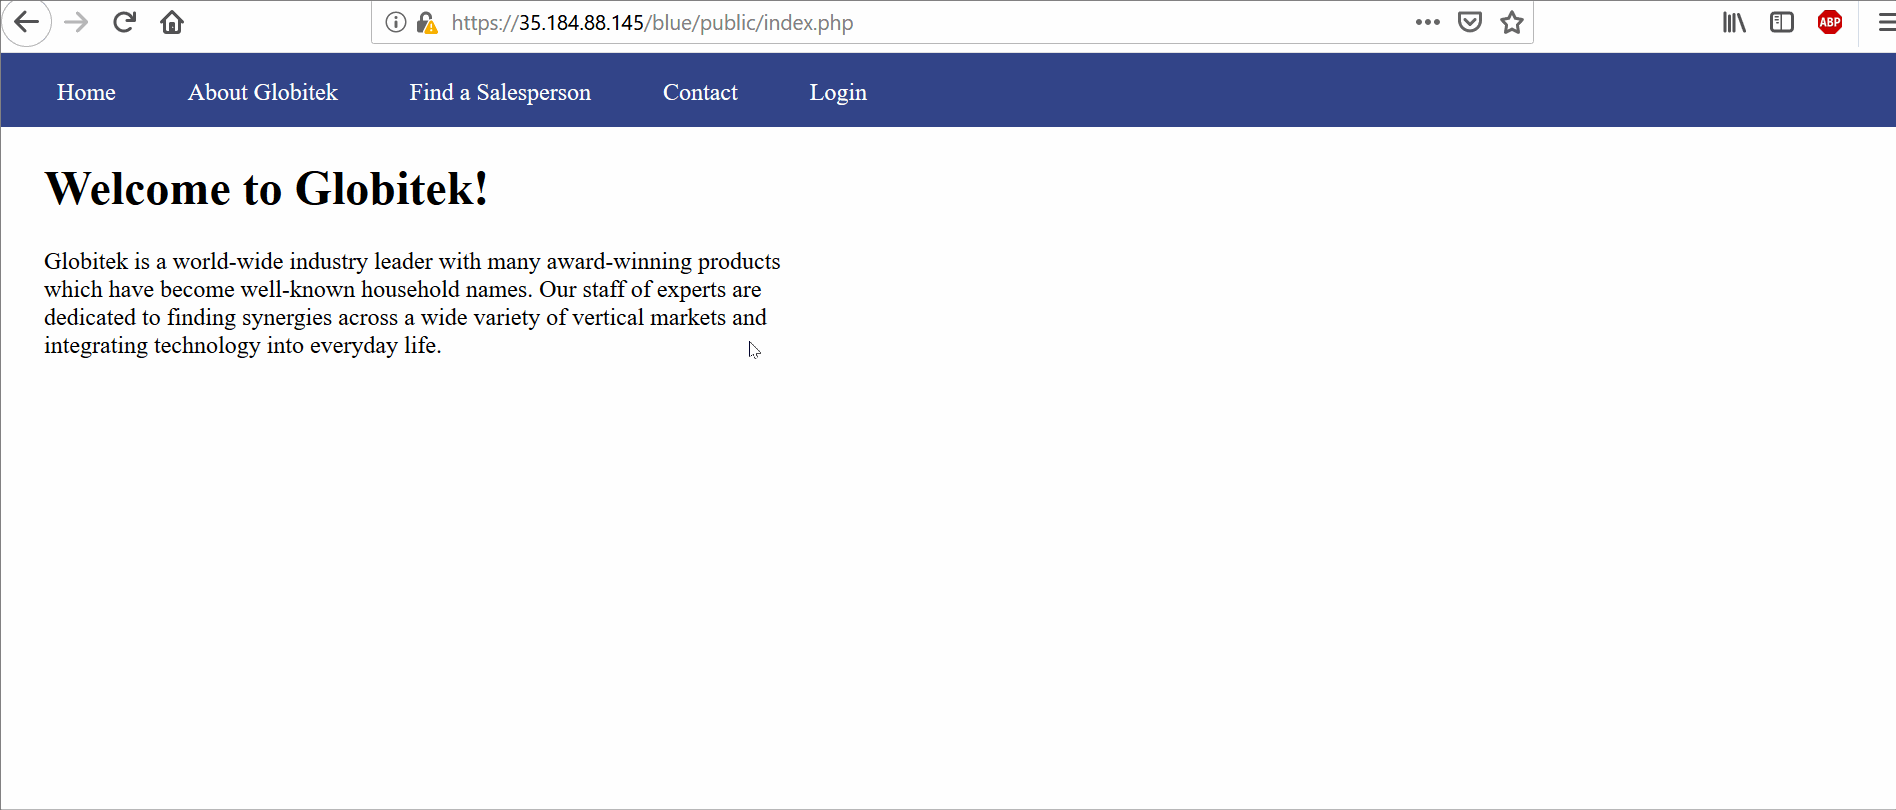 https://35.184.88.145/blue/public/index.php
ABP
Home About Globitek Find a Salesperson Contact Login
Welcome to Globitek!
Globitek is a world-wide industry leader with many award-winning products
which have become well-known household names. Our staff of experts are
dedicated to finding synergies across a wide variety of vertical markets and
integrating technology into everyday life.